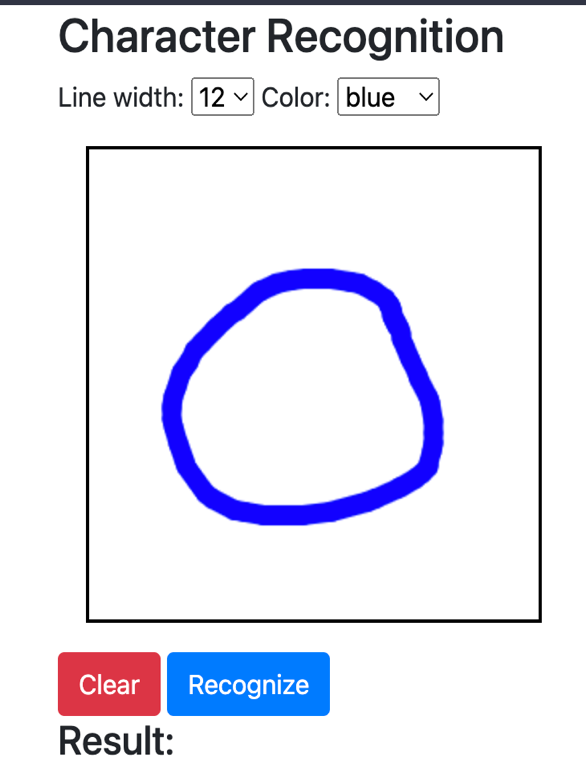 Character Recognition
Line width: 12 Color: blue
Clear Recognize
Result: